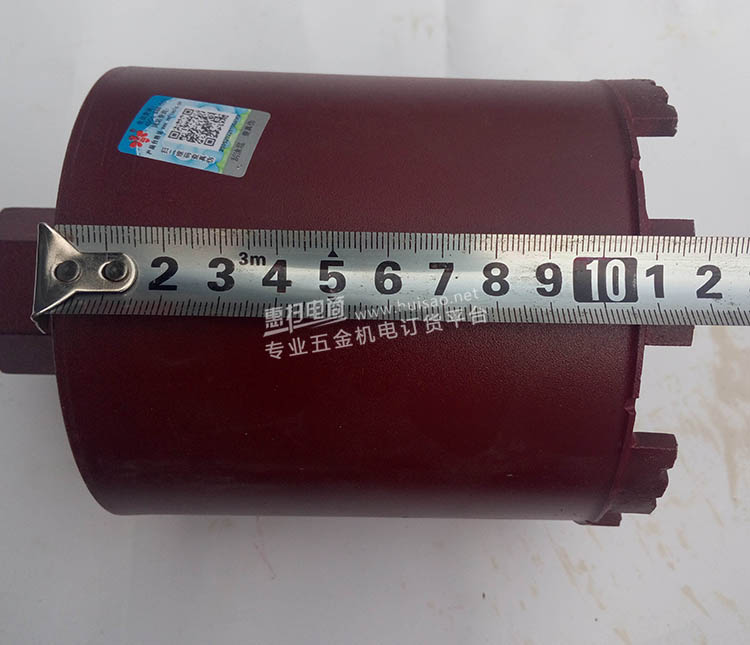 2 3 3m 4 5 6 7 8 9 10 1 2
惠扫电商 www.huisao.net
专业五金机电订货平台